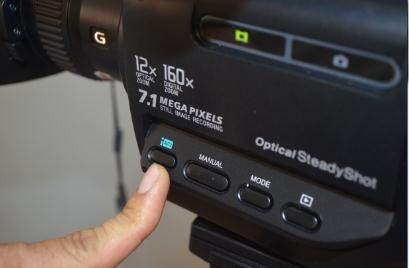 G
12x 160x
OPTICAL ZOOM DIGITAL ZOOM
7.1 MEGA PIXELS
STILL IMAGE RECORDING
Optical SteadyShot
MANUAL
MODE